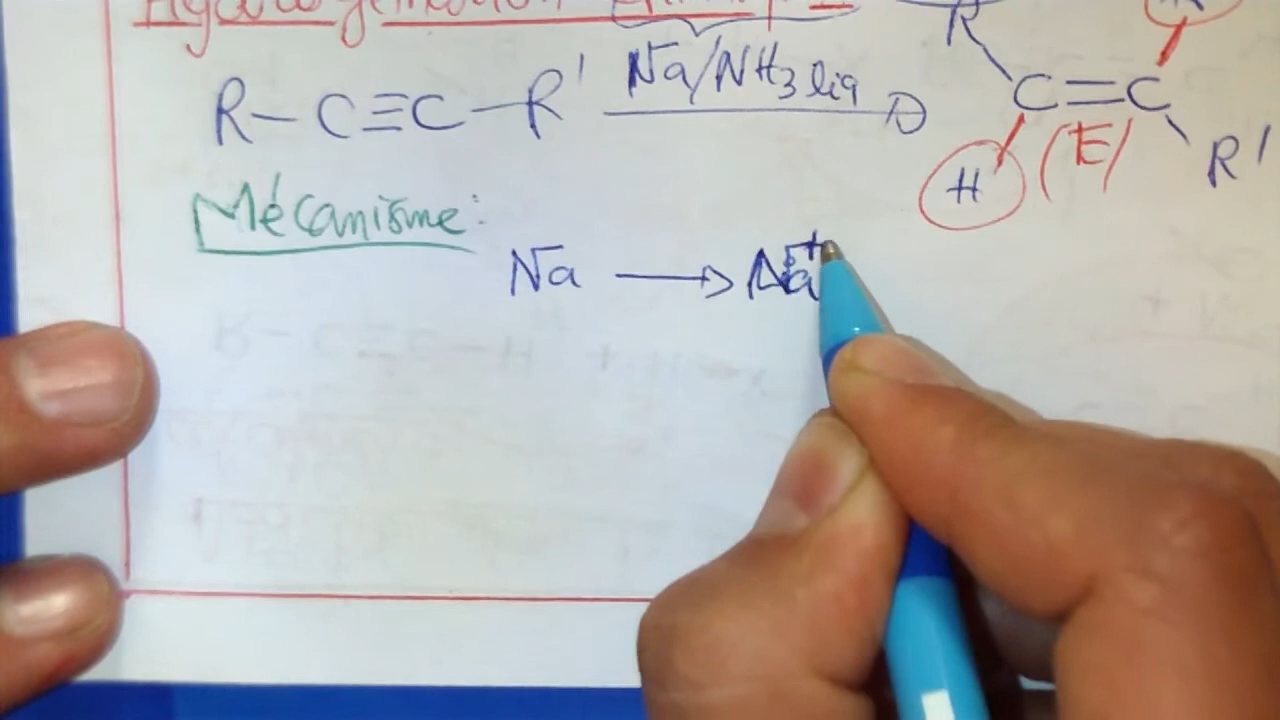 Na/NH3 liq
R-C≡C-R' → R C=C H R'
H (E)
Mécanisme:
Na → Na+